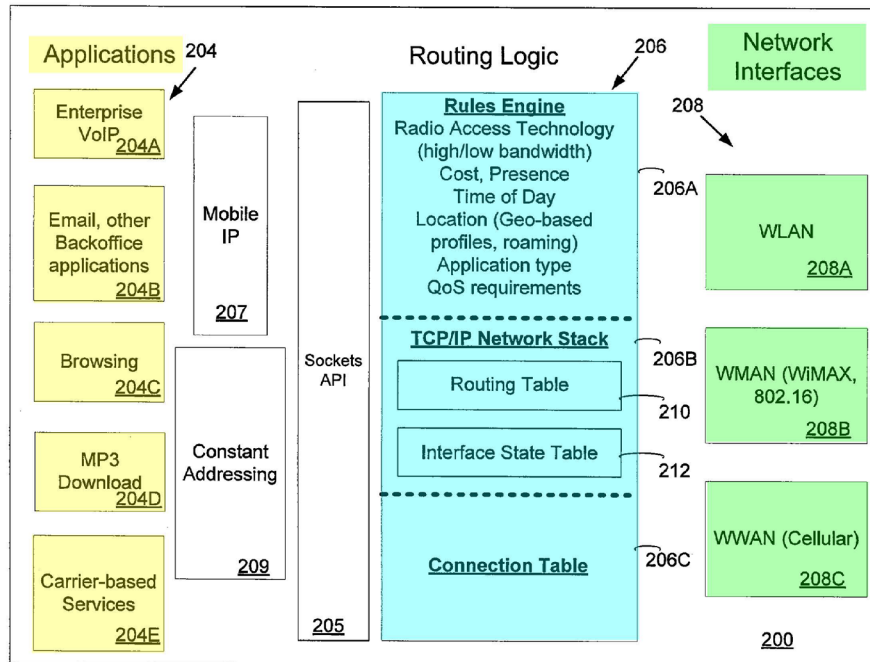 Applications
204
Enterprise
VoIP
204A
Email, other
Backoffice
applications
204B
Browsing
204C
MP3
Download
204D
Carrier-based
Services
204E
Mobile
IP
207
Constant
Addressing
209
Sockets
API
205
Routing Logic
206
Rules Engine
Radio Access Technology
(high/low bandwidth)
Cost, Presence
Time of Day
Location (Geo-based
profiles, roaming)
Application type
QoS requirements
206A
TCP/IP Network Stack
206B
Routing Table
210
Interface State Table
212
Connection Table
206C
Network
Interfaces
208
WLAN
208A
WMAN (WiMAX,
802.16)
208B
WWAN (Cellular)
208C
200